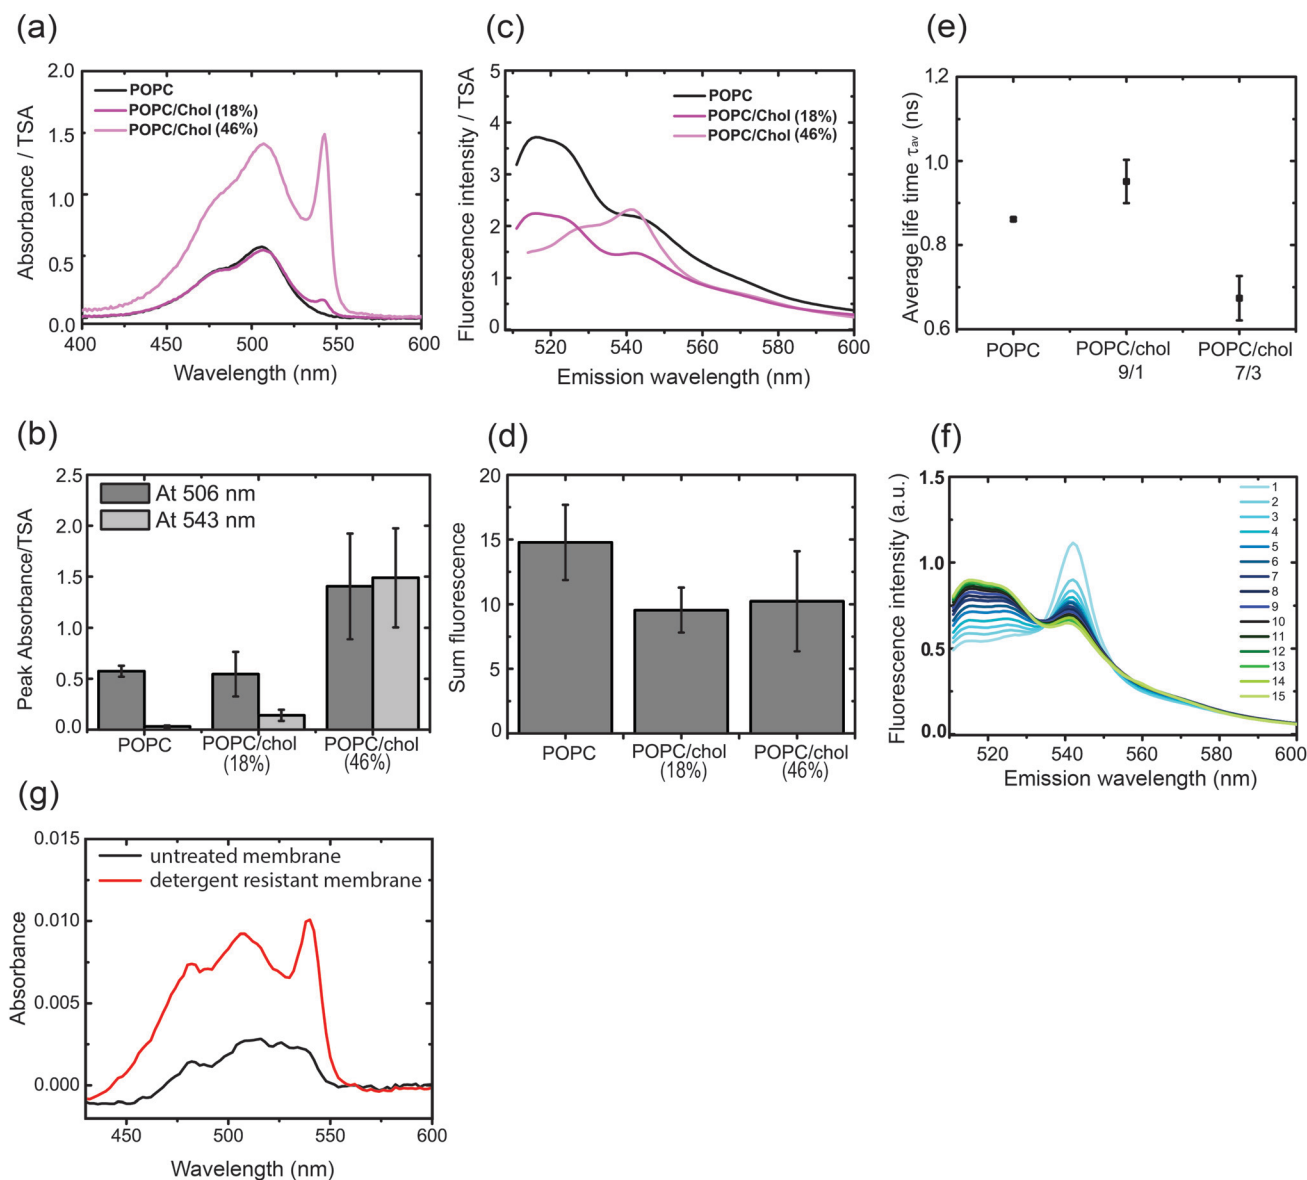 (a)
Absorbance / TSA
2.0
1.5
1.0
0.5
0.0
POPC
POPC/Chol (18%)
POPC/Chol (46%)
400 450 500 550 600
Wavelength (nm)
(c)
Fluorescence intensity / TSA
5
4
3
2
1
0
POPC
POPC/Chol (18%)
POPC/Chol (46%)
520 540 560 580 600
Emission wavelength (nm)
(e)
Average life time τav (ns)
1,2
1.0
0.8
0.6
POPC POPC/chol POPC/chol
9/1 7/3
(b)
Peak Absorbance/TSA
2.5
2.0
1.5
1.0
0.5
0.0
At 506 nm
At 543 nm
POPC POPC/chol POPC/chol
(18%) (46%)
(d)
Sum fluorescence
20
15
10
5
0
POPC POPC/chol POPC/chol
(18%) (46%)
(f)
Fluorescence intensity (a.u.)
1.5
1.0
0.5
0.0
1
2
3
4
5
6
7
8
9
10
11
12
13
14
15
520 540 560 580 600
Emission wavelength (nm)
(g)
Absorbance
0.015
0.010
0.005
0.000
untreated membrane
detergent resistant membrane
450 500 550 600
Wavelength (nm)